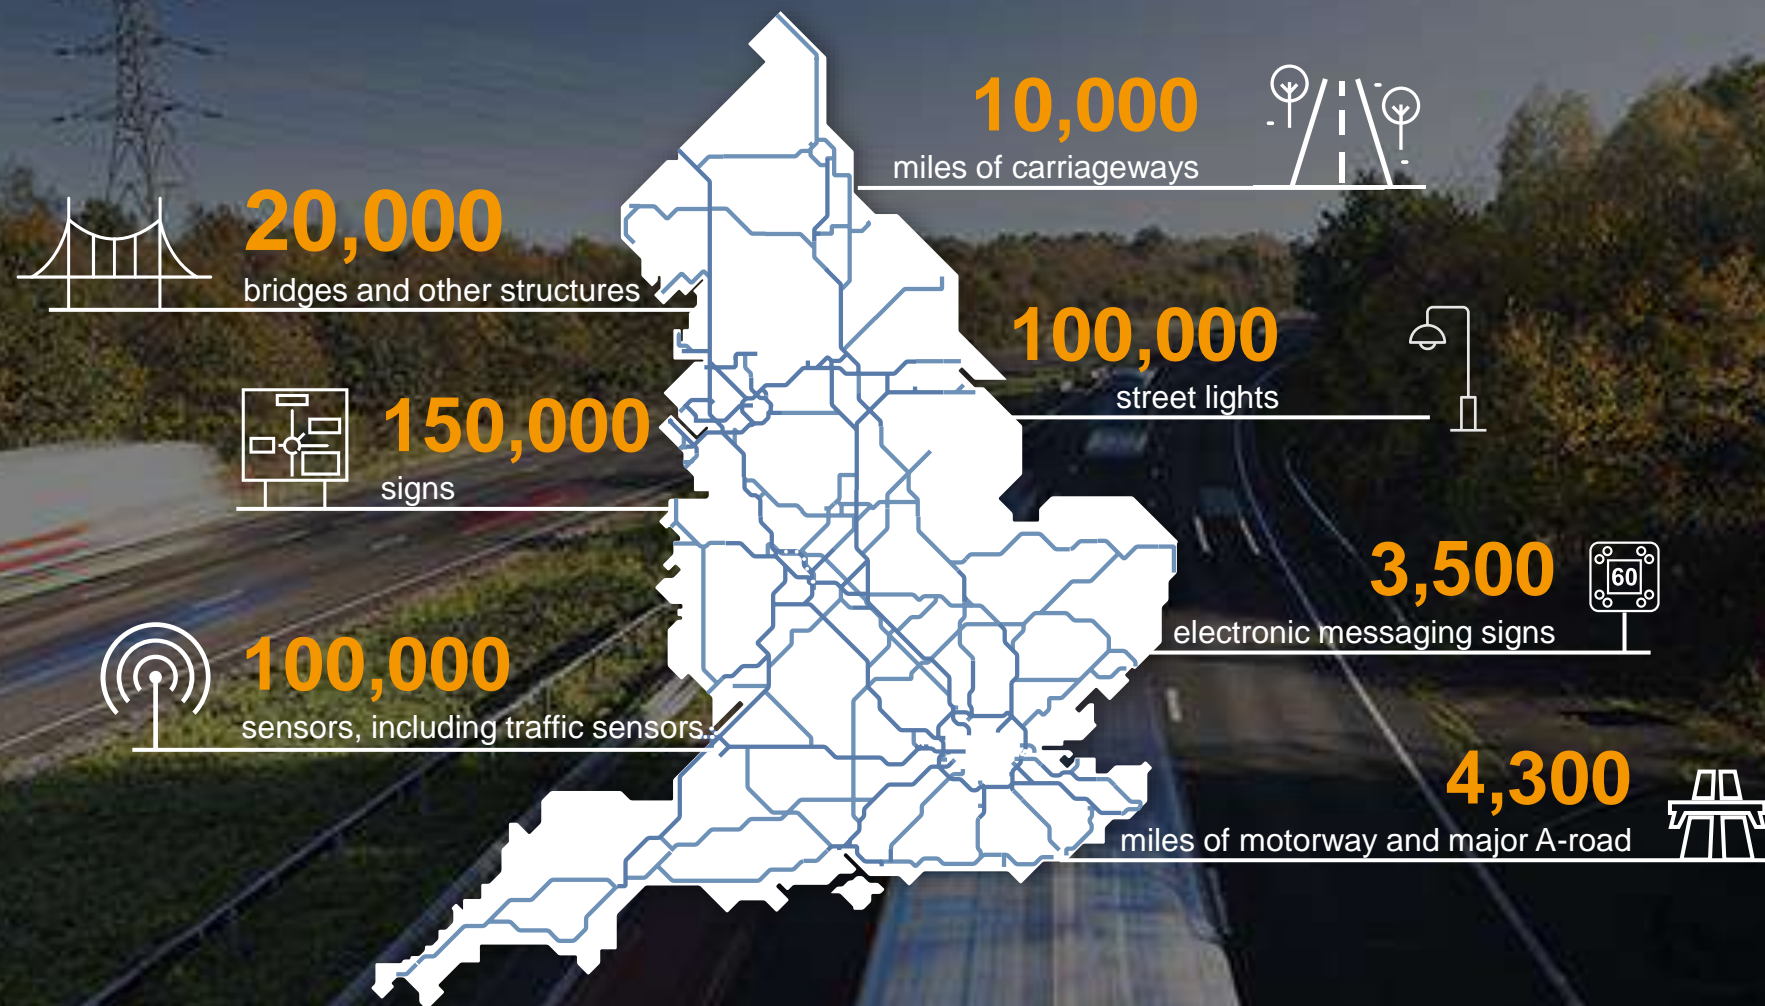 10,000
miles of carriageways
20,000
bridges and other structures
100,000
street lights
150,000
signs
3,500
60
electronic messaging signs
100,000
sensors, including traffic sensors.
4,300
miles of motorway and major A-road